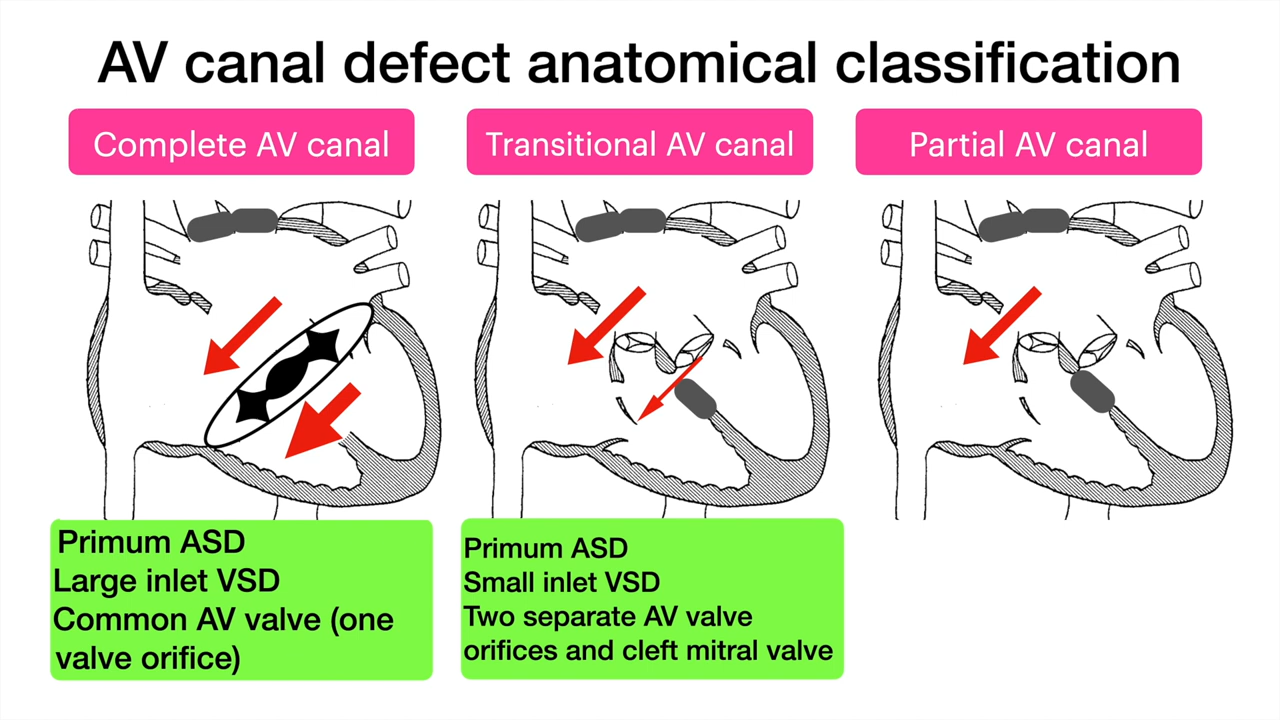 AV canal defect anatomical classification
Complete AV canal
Transitional AV canal
Partial AV canal
Primum ASD
Large inlet VSD
Common AV valve (one
valve orifice)
Primum ASD
Small inlet VSD
Two separate AV valve
orifices and cleft mitral valve